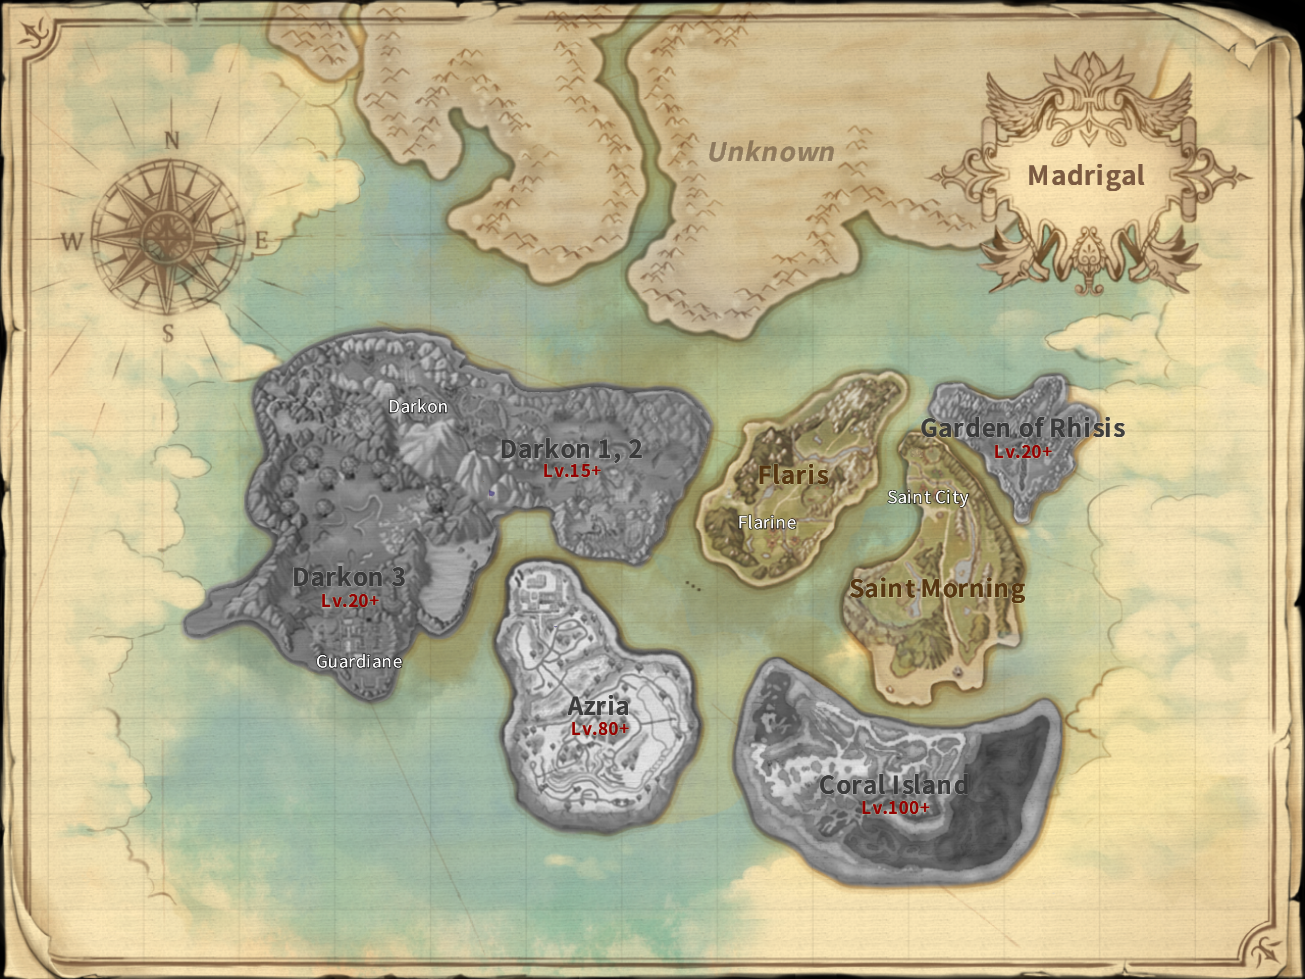 N
Unknown
Madrigal
W
E
S
Darkon
Darkon 1, 2
Lv.15+
Garden of Rhisis
Lv.20+
Flaris
Saint City
Flarine
Darkon 3
Lv.20+
Saint Morning
Guardiane
Azria
Lv.80+
Coral Island
Lv.100+